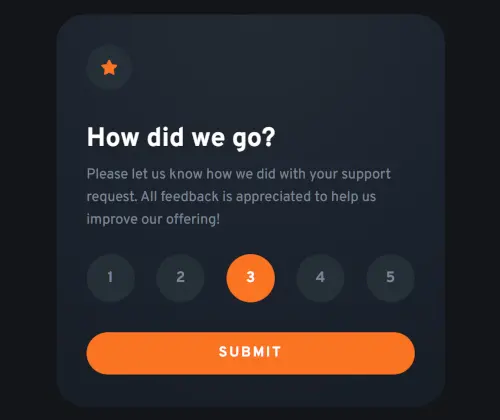 How did we go?
Please let us know how we did with your support
request. All feedback is appreciated to help us
improve our offering!
1 2 3 4 5
SUBMIT